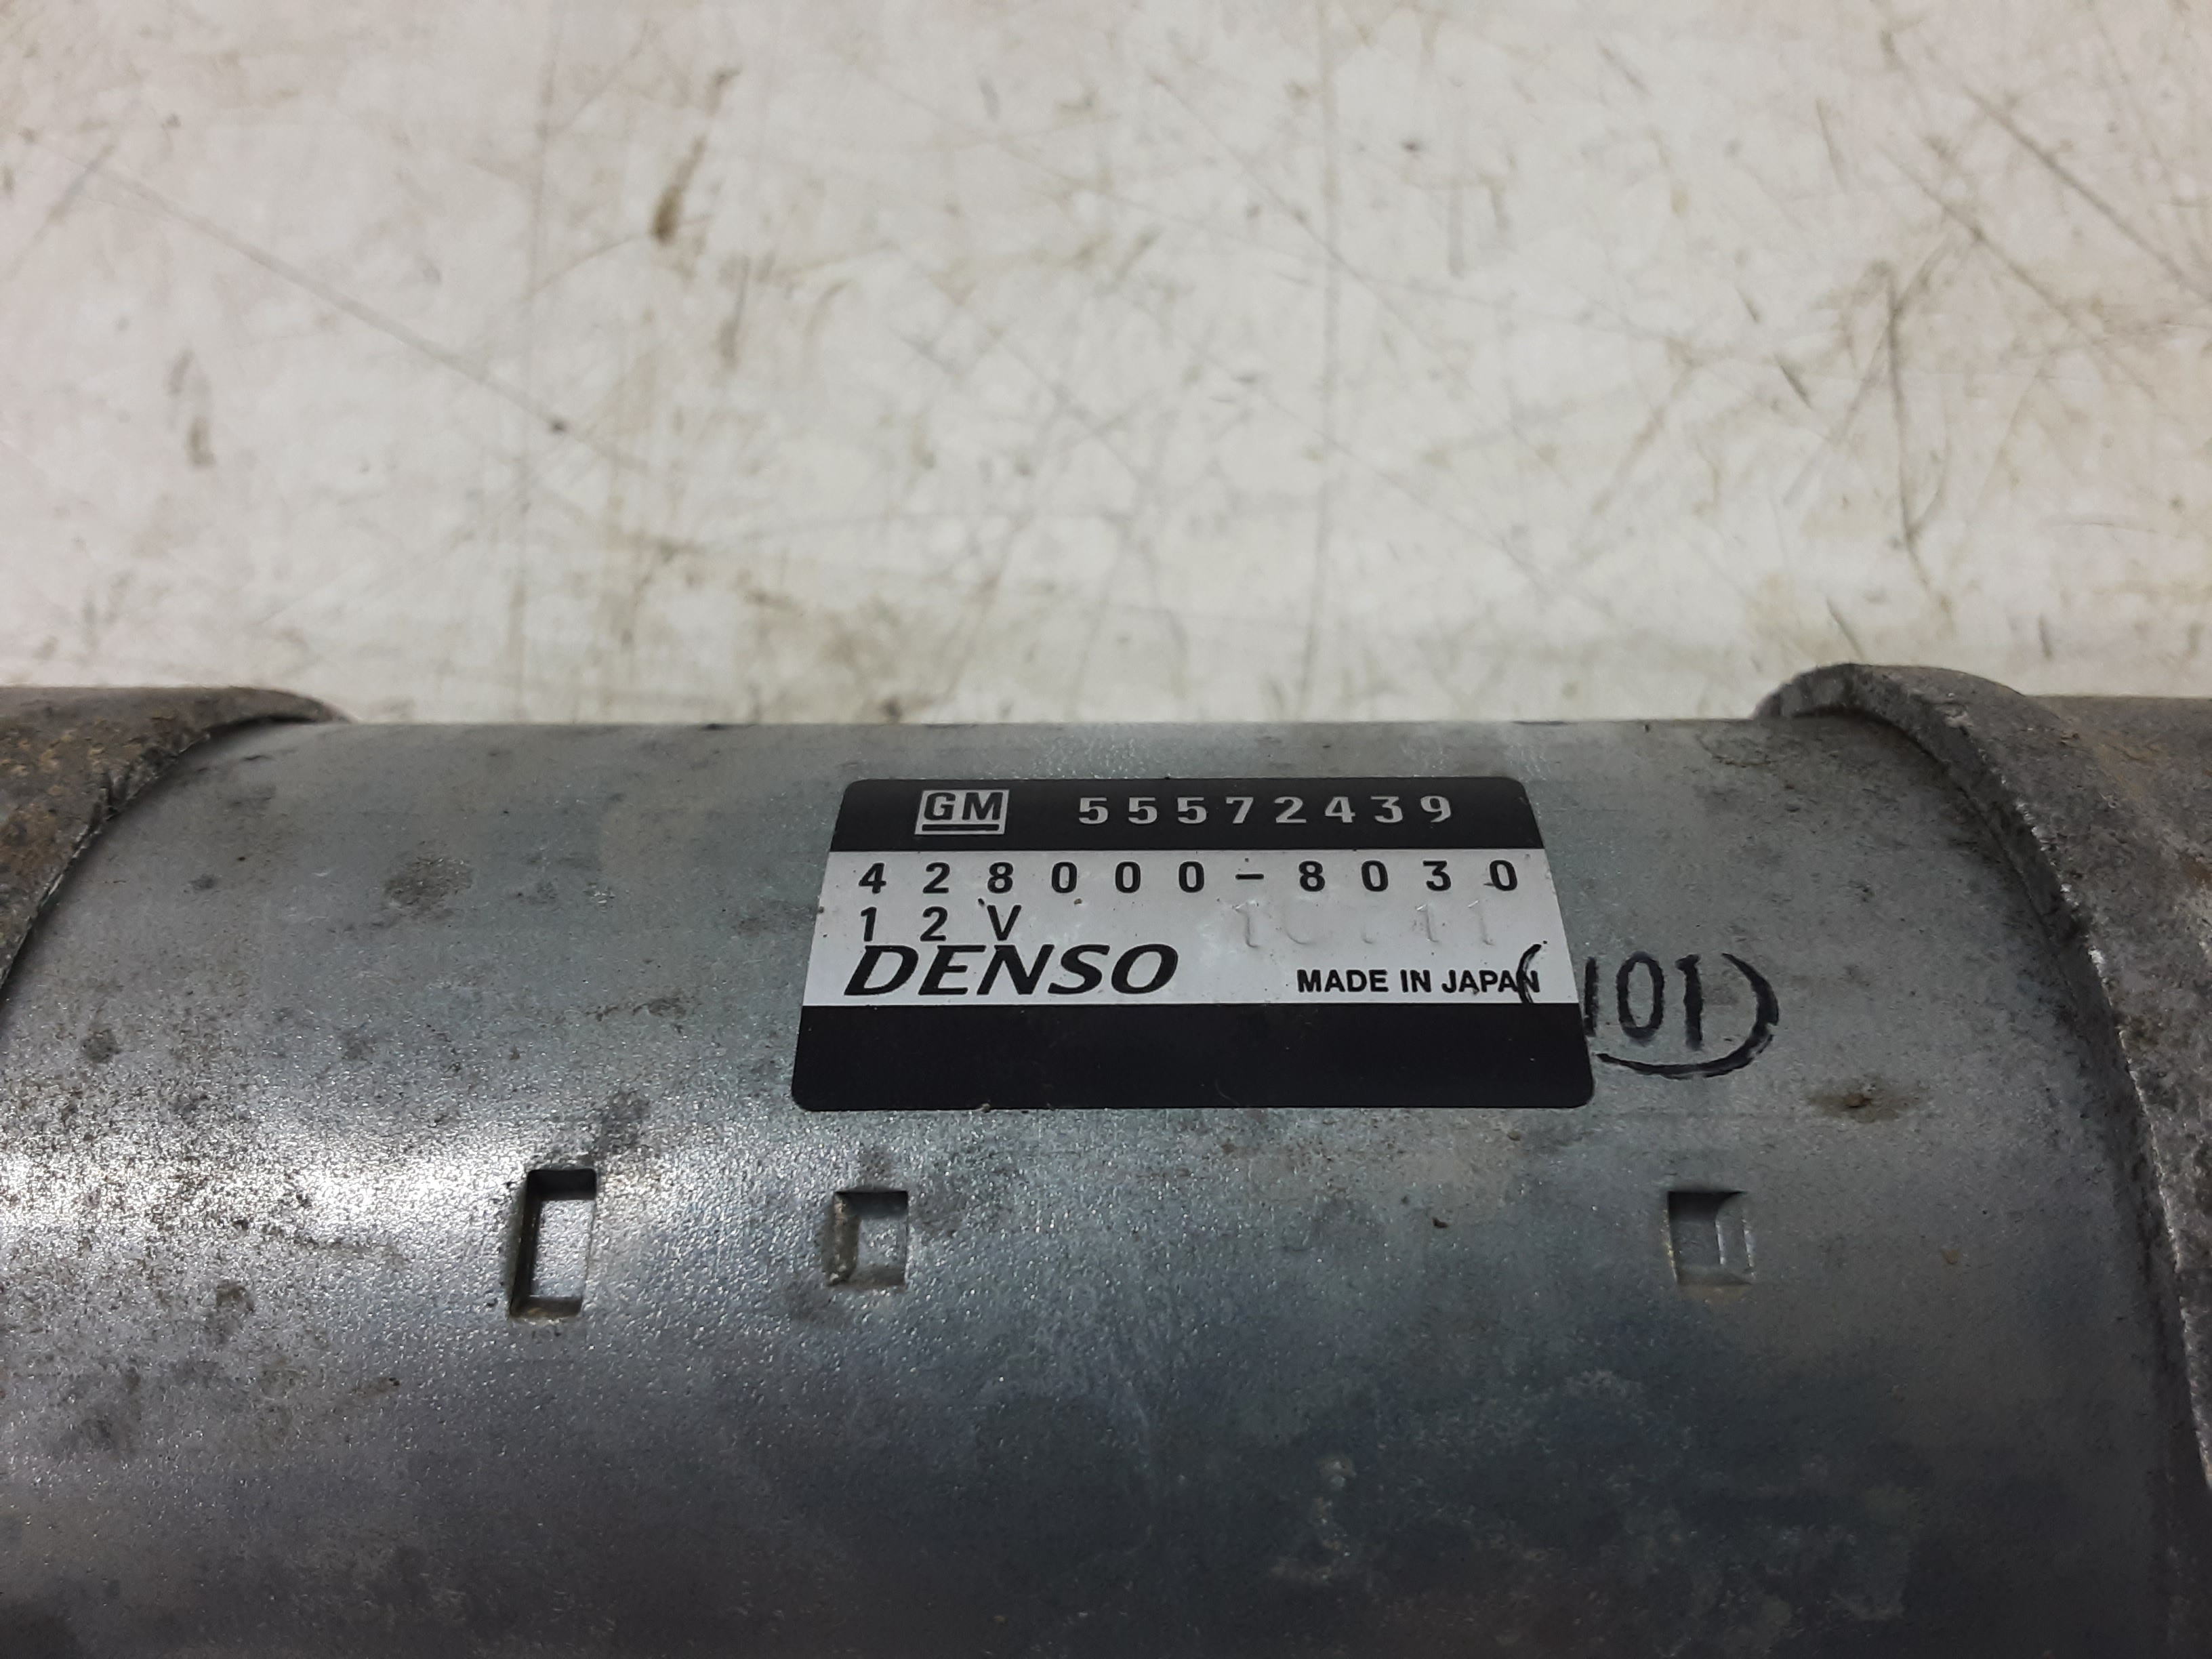 GM 55572439
428000-8030
12V
DENSO MADE IN JAPAN
(101)